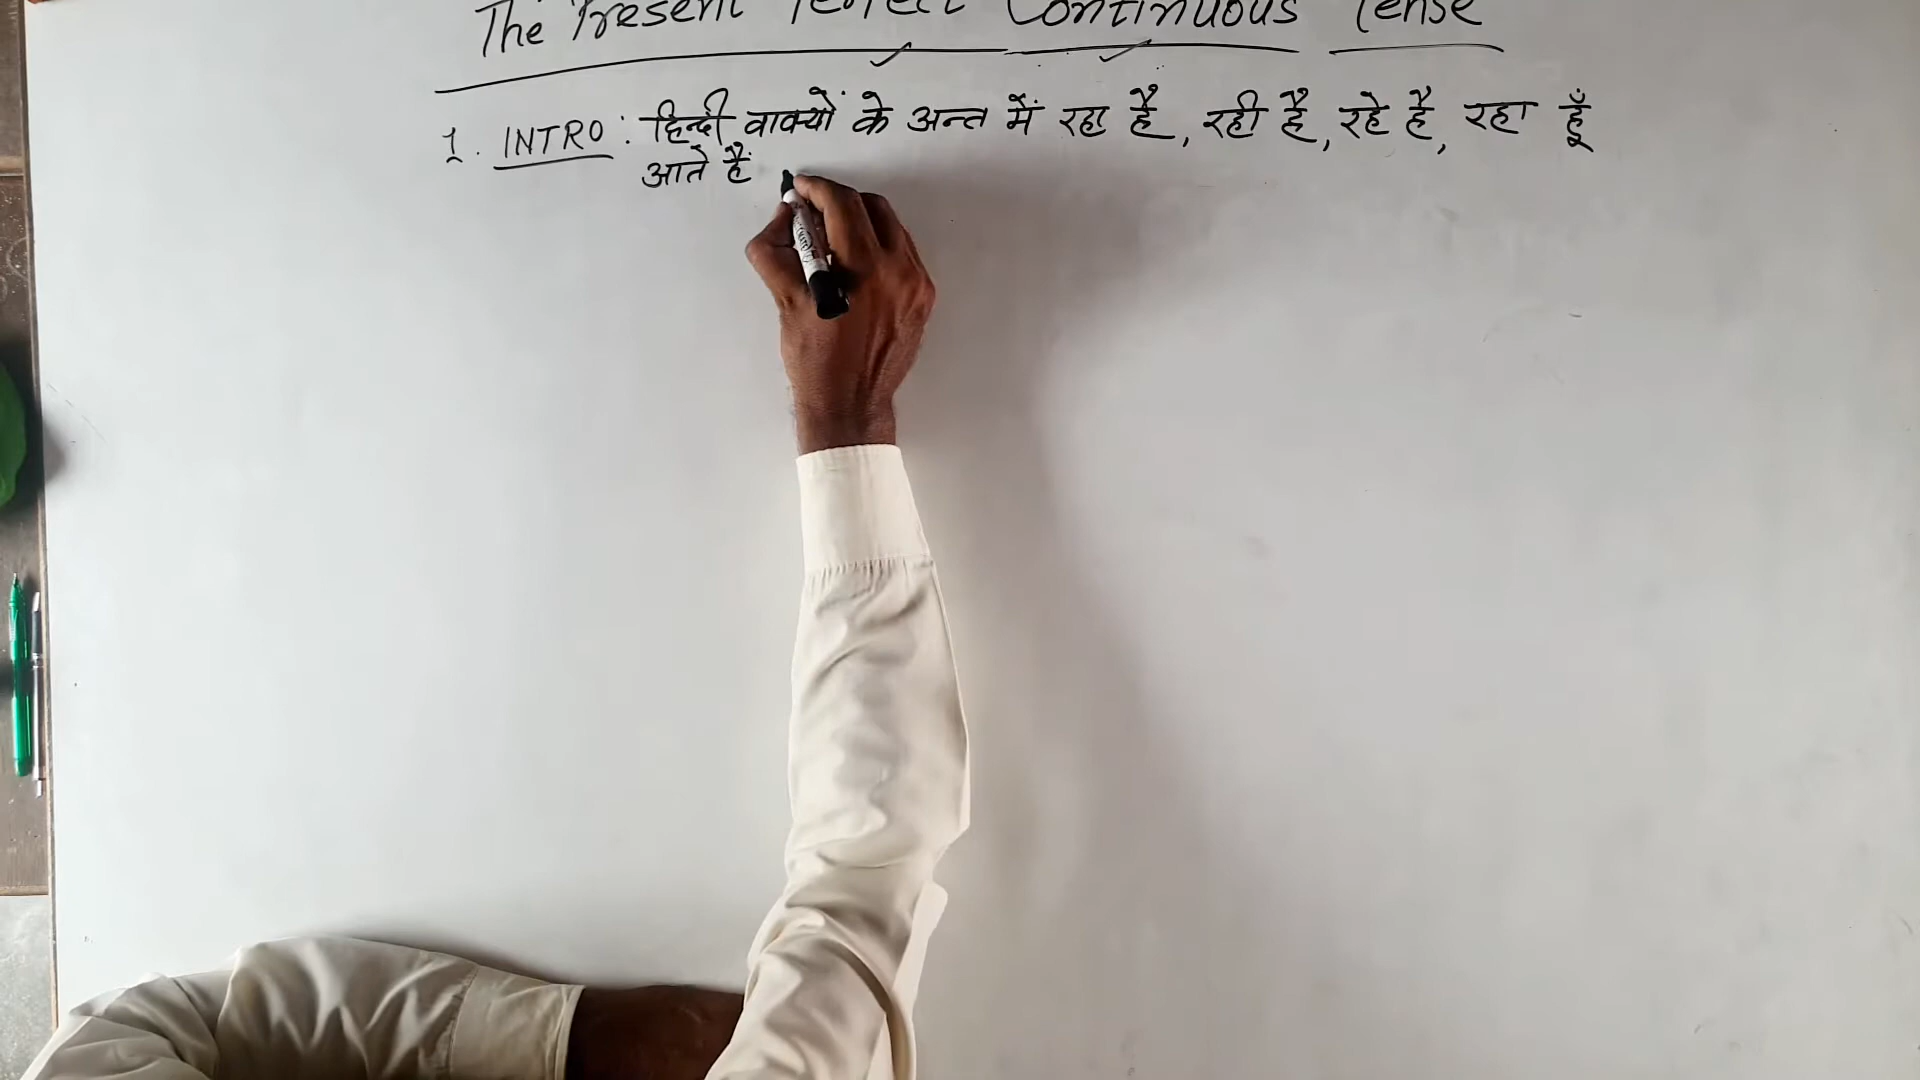 The Present Perfect Continuous Tense
1. INTRO : हिन्दी वाक्यों के अन्त में रहा है, रही है, रहे है, रहा हूँ
आते हैं